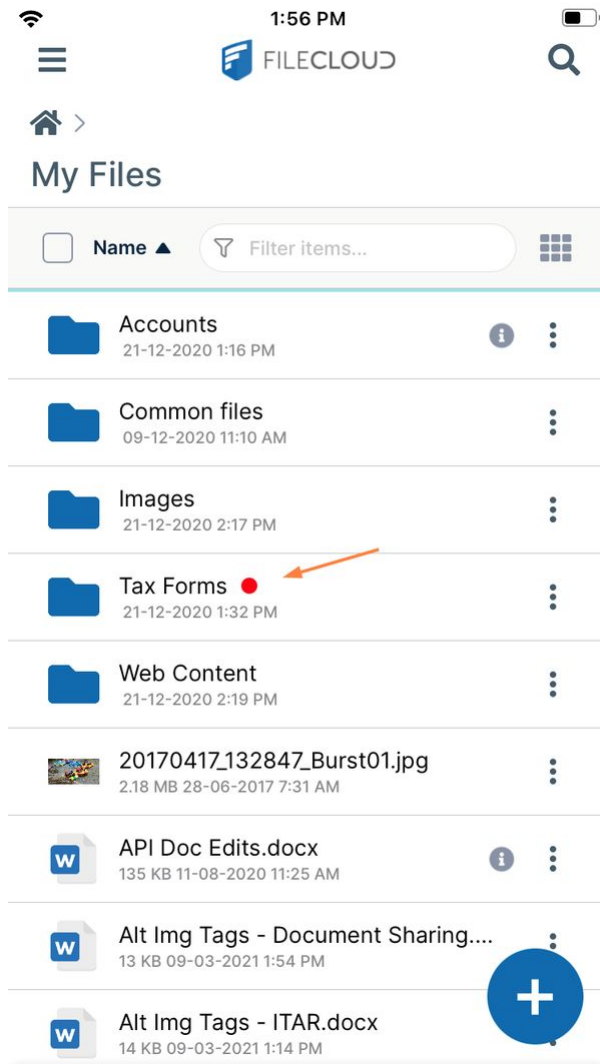 1:56 PM
FILECLOUD
My Files
Name
Filter items...
Accounts
21-12-2020 1:16 PM
Common files
09-12-2020 11:10 AM
Images
21-12-2020 2:17 PM
Tax Forms
21-12-2020 1:32 PM
Web Content
21-12-2020 2:19 PM
20170417_132847_Burst01.jpg
2.18 MB 28-06-2017 7:31 AM
W
API Doc Edits.docx
135 KB 11-08-2020 11:25 AM
W
Alt Img Tags - Document Sharing....
13 KB 09-03-2021 1:54 PM
W
Alt Img Tags - ITAR.docx
14 KB 09-03-2021 1:14 PM